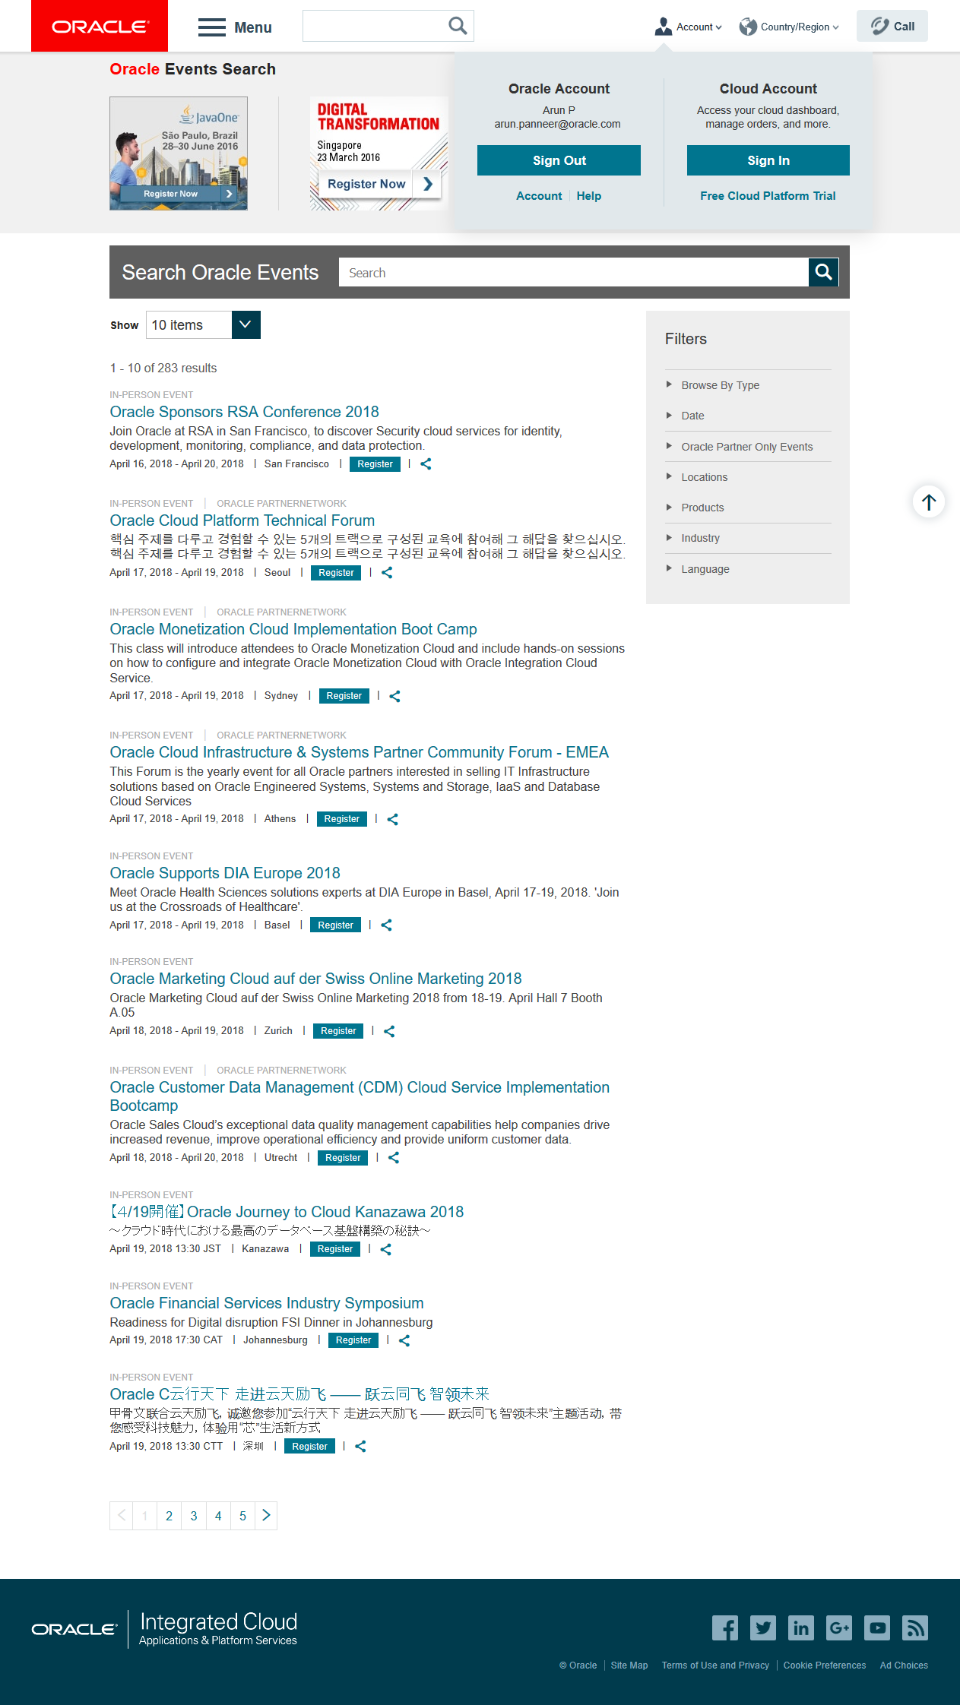 ORACLE
Menu
Account
Country/Region
Call
Oracle Events Search
JavaOne
São Paulo, Brazil
28–30 June 2016
Register Now
DIGITAL
TRANSFORMATION
Singapore
23 March 2016
Register Now
Oracle Account
Arun P
arun.panneer@oracle.com
Sign Out
Account | Help
Cloud Account
Access your cloud dashboard,
manage orders, and more.
Sign In
Free Cloud Platform Trial
Search Oracle Events
Search
Show 10 items
1 - 10 of 283 results
IN-PERSON EVENT
Oracle Sponsors RSA Conference 2018
Join Oracle at RSA in San Francisco, to discover Security cloud services for identity,
development, monitoring, compliance, and data protection.
April 16, 2018 - April 20, 2018 | San Francisco | Register |
IN-PERSON EVENT | ORACLE PARTNERNETWORK
Oracle Cloud Platform Technical Forum
핵심 주제를 다루고 경험할 수 있는 5개의 트랙으로 구성된 교육에 참여해 그 해답을 찾으십시오.
핵심 주제를 다루고 경험할 수 있는 5개의 트랙으로 구성된 교육에 참여해 그 해답을 찾으십시오.
April 17, 2018 - April 19, 2018 | Seoul | Register |
IN-PERSON EVENT | ORACLE PARTNERNETWORK
Oracle Monetization Cloud Implementation Boot Camp
This class will introduce attendees to Oracle Monetization Cloud and include hands-on sessions
on how to configure and integrate Oracle Monetization Cloud with Oracle Integration Cloud
Service.
April 17, 2018 - April 19, 2018 | Sydney | Register |
IN-PERSON EVENT | ORACLE PARTNERNETWORK
Oracle Cloud Infrastructure & Systems Partner Community Forum - EMEA
This Forum is the yearly event for all Oracle partners interested in selling IT Infrastructure
solutions based on Oracle Engineered Systems, Systems and Storage, IaaS and Database
Cloud Services
April 17, 2018 - April 19, 2018 | Athens | Register |
IN-PERSON EVENT
Oracle Supports DIA Europe 2018
Meet Oracle Health Sciences solutions experts at DIA Europe in Basel, April 17-19, 2018. 'Join
us at the Crossroads of Healthcare'.
April 17, 2018 - April 19, 2018 | Basel | Register |
IN-PERSON EVENT
Oracle Marketing Cloud auf der Swiss Online Marketing 2018
Oracle Marketing Cloud auf der Swiss Online Marketing 2018 from 18-19. April Hall 7 Booth
A.05
April 18, 2018 - April 19, 2018 | Zurich | Register |
IN-PERSON EVENT | ORACLE PARTNERNETWORK
Oracle Customer Data Management (CDM) Cloud Service Implementation
Bootcamp
Oracle Sales Cloud's exceptional data quality management capabilities help companies drive
increased revenue, improve operational efficiency and provide uniform customer data.
April 18, 2018 - April 20, 2018 | Utrecht | Register |
IN-PERSON EVENT
【4/19開催】Oracle Journey to Cloud Kanazawa 2018
～クラウド時代における最高のデータベース基盤構築の秘訣～
April 19, 2018 13:30 JST | Kanazawa | Register |
IN-PERSON EVENT
Oracle Financial Services Industry Symposium
Readiness for Digital disruption FSI Dinner in Johannesburg
April 19, 2018 17:30 CAT | Johannesburg | Register |
IN-PERSON EVENT
Oracle C云行天下 走进云天励飞 —— 跃云同飞 智领未来
甲骨文联合云天励飞，诚邀您参加“云行天下 走进云天励飞 —— 跃云同飞 智领未来”主题活动，带
您感受科技魅力，体验用“芯”生活新方式
April 19, 2018 13:30 CTT | 深圳 | Register |
Filters
Browse By Type
Date
Oracle Partner Only Events
Locations
Products
Industry
Language
1 2 3 4 5
ORACLE | Integrated Cloud
Applications & Platform Services
© Oracle | Site Map Terms of Use and Privacy | Cookie Preferences Ad Choices